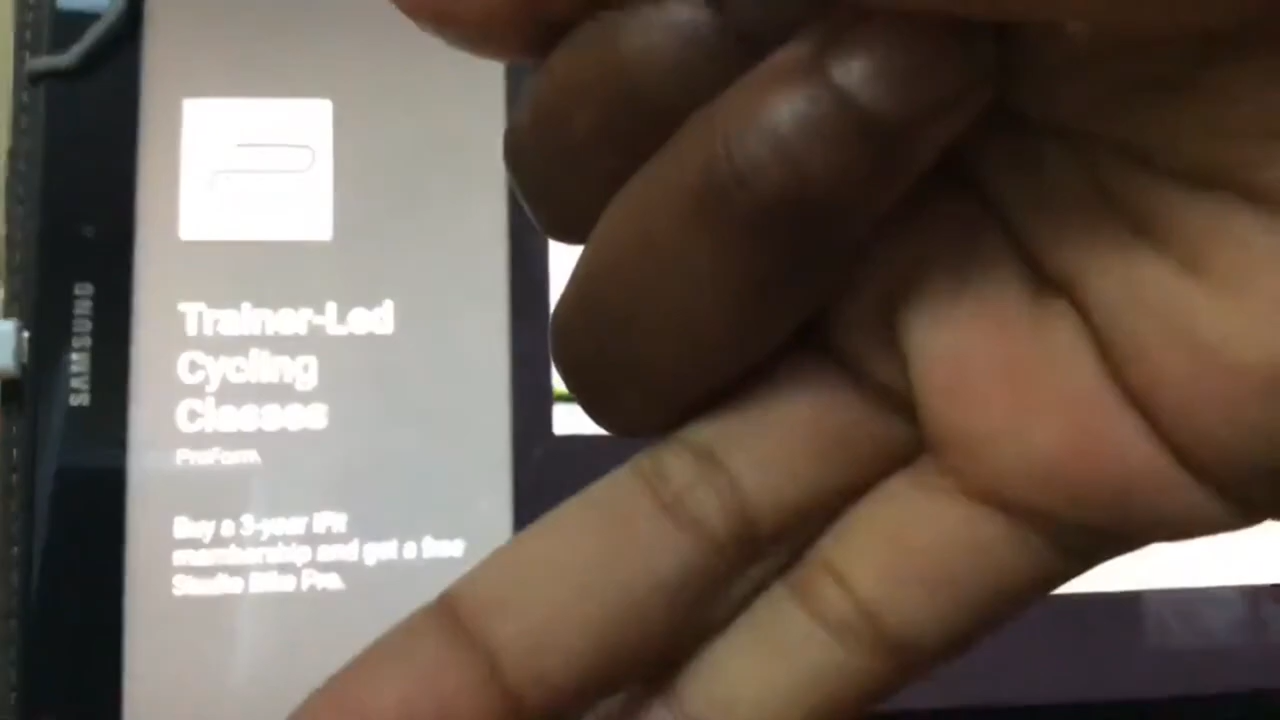 SAMSUNG
Trainer-Led
Cycling
Classes
ProForm
Buy a 3-year iFit
membership and get a free
Studio Bike Pro.